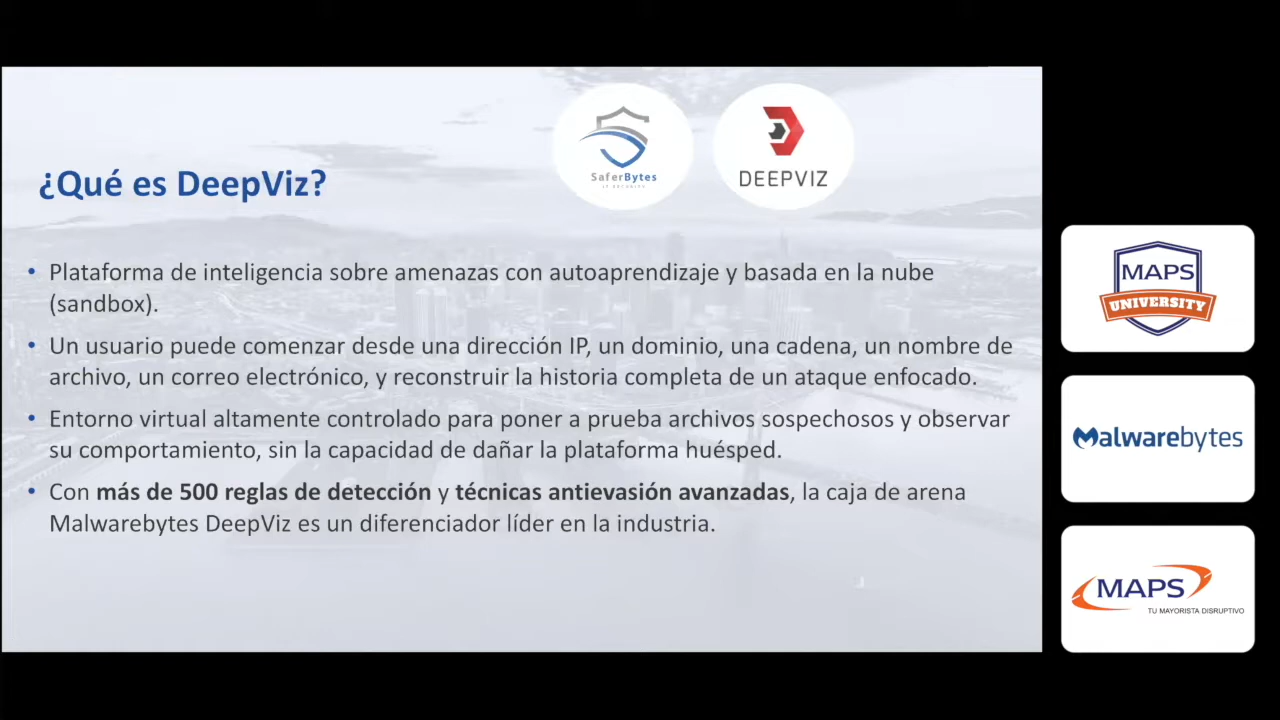 SaferBytes
IT SECURITY
DEEPVIZ
¿Qué es DeepViz?
• Plataforma de inteligencia sobre amenazas con autoaprendizaje y basada en la nube
(sandbox).
• Un usuario puede comenzar desde una dirección IP, un dominio, una cadena, un nombre de
archivo, un correo electrónico, y reconstruir la historia completa de un ataque enfocado.
• Entorno virtual altamente controlado para poner a prueba archivos sospechosos y observar
su comportamiento, sin la capacidad de dañar la plataforma huésped.
• Con más de 500 reglas de detección y técnicas antievasión avanzadas, la caja de arena
Malwarebytes DeepViz es un diferenciador líder en la industria.
MAPS
UNIVERSITY
Malwarebytes
MAPS
TU MAYORISTA DISRUPTIVO